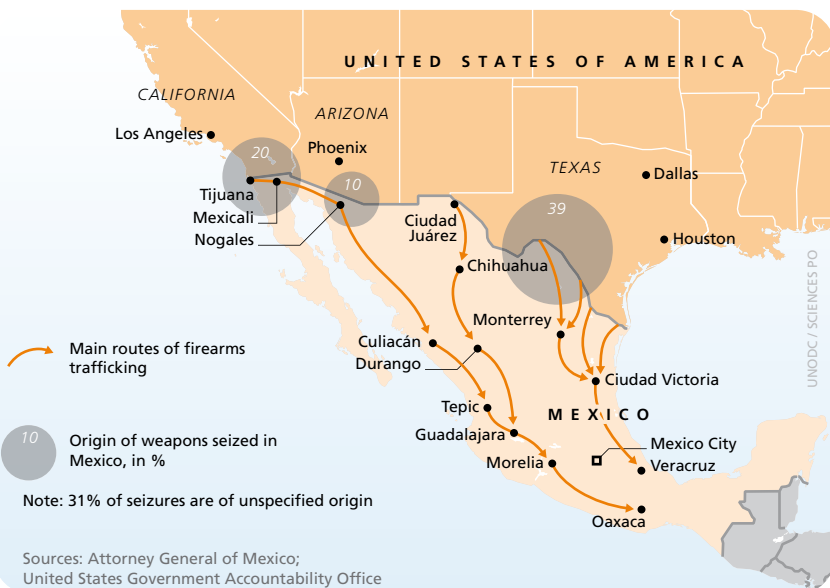 UNITED STATES OF AMERICA
CALIFORNIA
ARIZONA
Los Angeles
Phoenix
20
TEXAS
Dallas
10
Tijuana
39
Mexicali
Ciudad
Juárez
Nogales
Houston
Chihuahua
Monterrey
Culiacán
Durango
Main routes of firearms
trafficking
Ciudad Victoria
Tepic
MEXICO
Guadalajara
10
Origin of weapons seized in
Mexico, in %
Mexico City
Morelia
Veracruz
Note: 31% of seizures are of unspecified origin
Oaxaca
Sources: Attorney General of Mexico;
United States Government Accountability Office
UNODC / SCIENCES PO